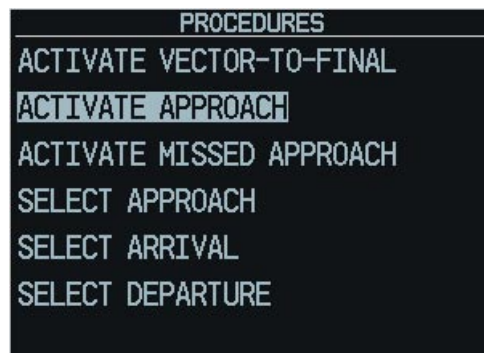 PROCEDURES
ACTIVATE VECTOR-TO-FINAL
ACTIVATE APPROACH
ACTIVATE MISSED APPROACH
SELECT APPROACH
SELECT ARRIVAL
SELECT DEPARTURE